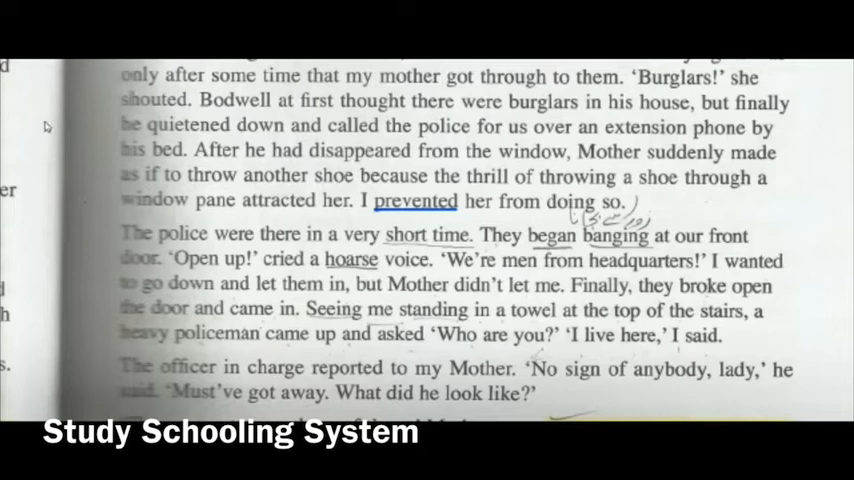 only after some time that my mother got through to them. ‘Burglars!’ she
shouted. Bodwell at first thought there were burglars in his house, but finally
he quietened down and called the police for us over an extension phone by
his bed. After he had disappeared from the window, Mother suddenly made
as if to throw another shoe because the thrill of throwing a shoe through a
window pane attracted her. I prevented her from doing so.
زور سے بجانا
The police were there in a very short time. They began banging at our front
door. ‘Open up!’ cried a hoarse voice. ‘We’re men from headquarters!’ I wanted
to go down and let them in, but Mother didn’t let me. Finally, they broke open
the door and came in. Seeing me standing in a towel at the top of the stairs, a
heavy policeman came up and asked ‘Who are you?’ ‘I live here,’ I said.
The officer in charge reported to my Mother. ‘No sign of anybody, lady,’ he
said. ‘Must’ve got away. What did he look like?’
d
er
h
s.
Study Schooling System